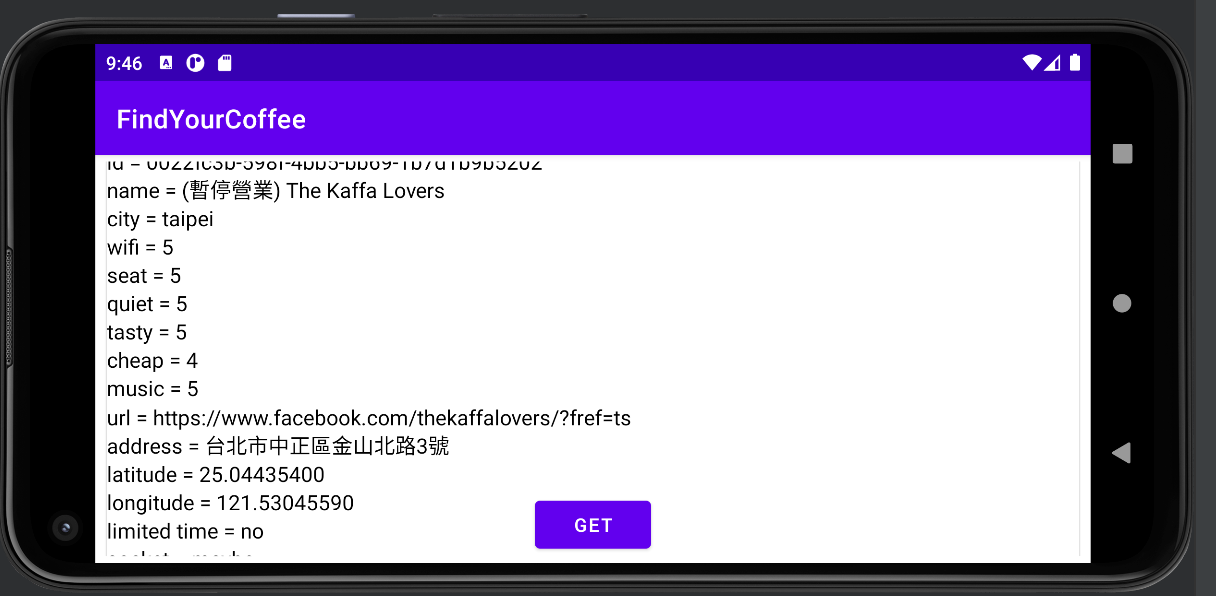 9:46
FindYourCoffee
name = (暫停營業) The Kaffa Lovers
city = taipei
wifi = 5
seat = 5
quiet = 5
tasty = 5
cheap = 4
music = 5
url = https://www.facebook.com/thekaffalovers/?fref=ts
address = 台北市中正區金山北路3號
latitude = 25.04435400
longitude = 121.53045590
limited time = no
GET